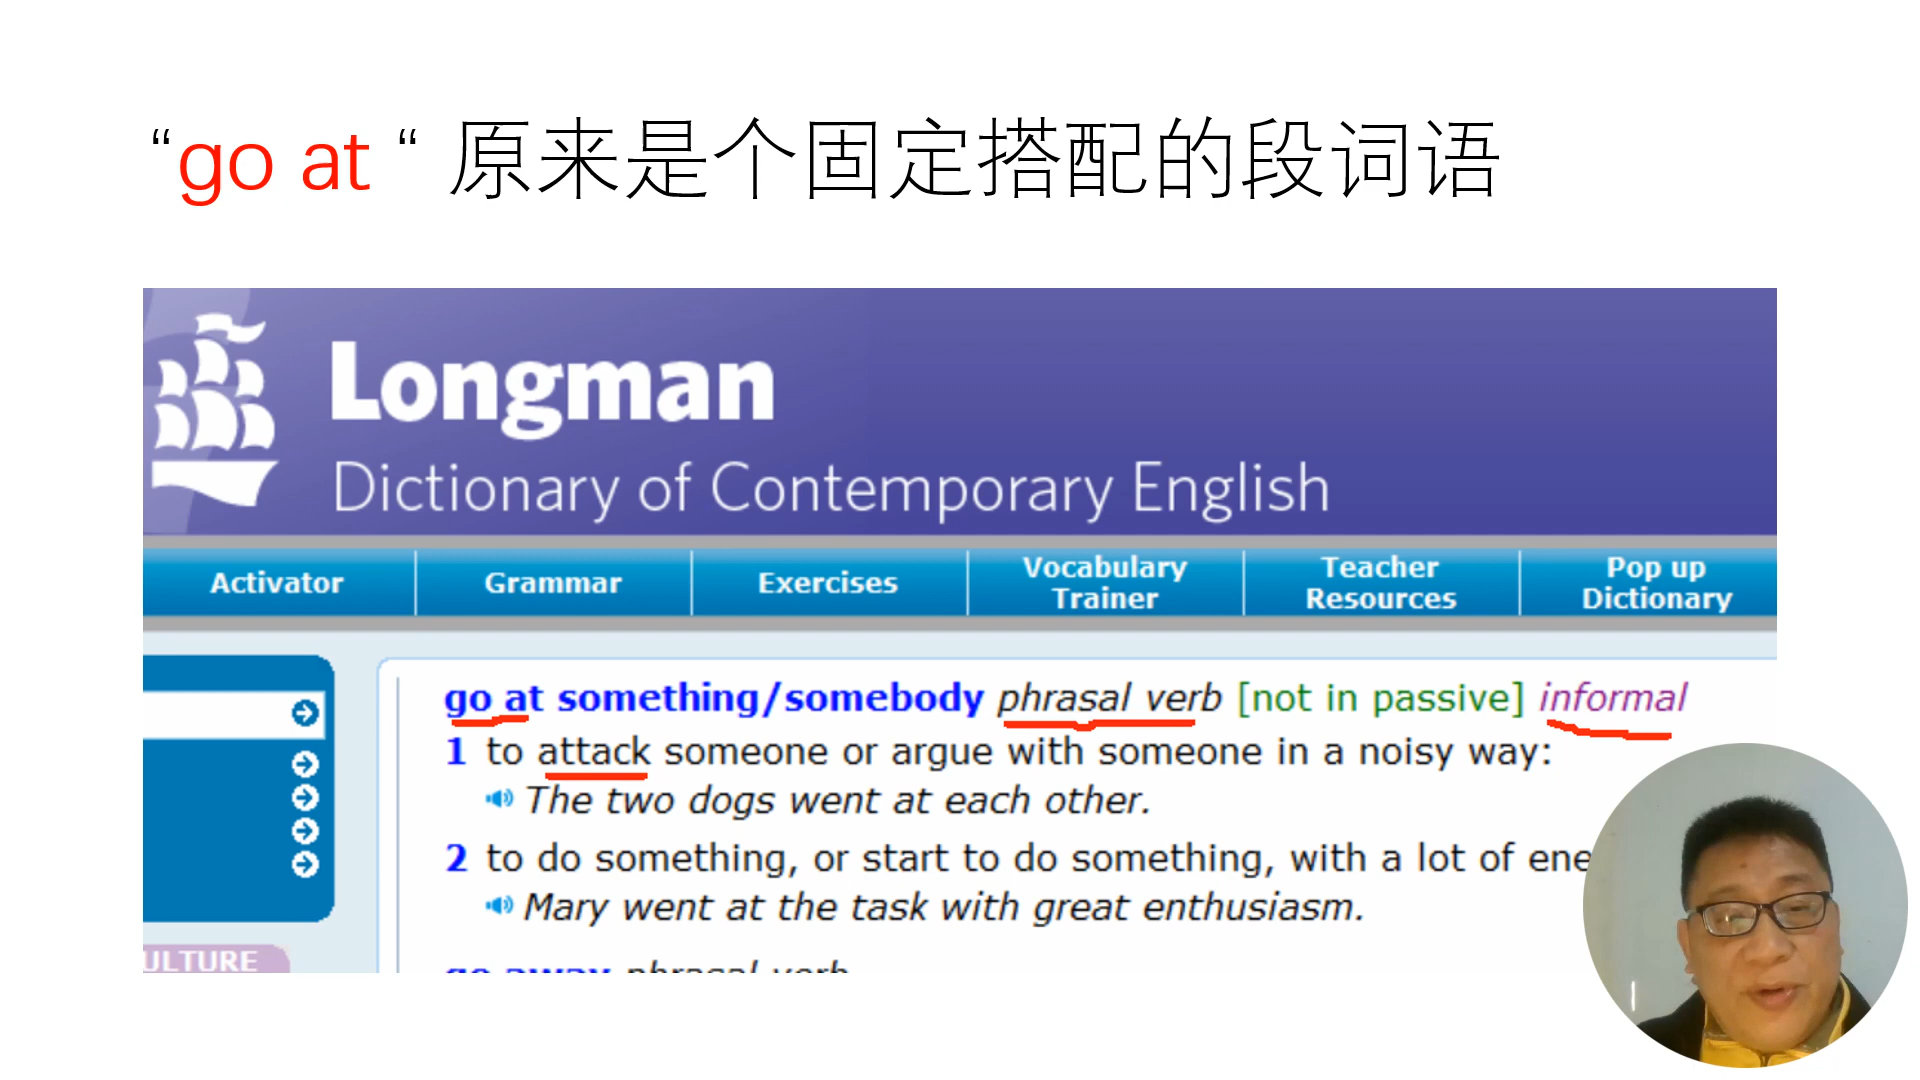 “go at “ 原来是个固定搭配的段词语
Longman
Dictionary of Contemporary English
Activator
Grammar
Exercises
Vocabulary
Trainer
Teacher
Resources
Pop up
Dictionary
go at something/somebody phrasal verb [not in passive] informal
1 to attack someone or argue with someone in a noisy way:
The two dogs went at each other.
2 to do something, or start to do something, with a lot of ene
Mary went at the task with great enthusiasm.
ULTURE
go away phrasal verb